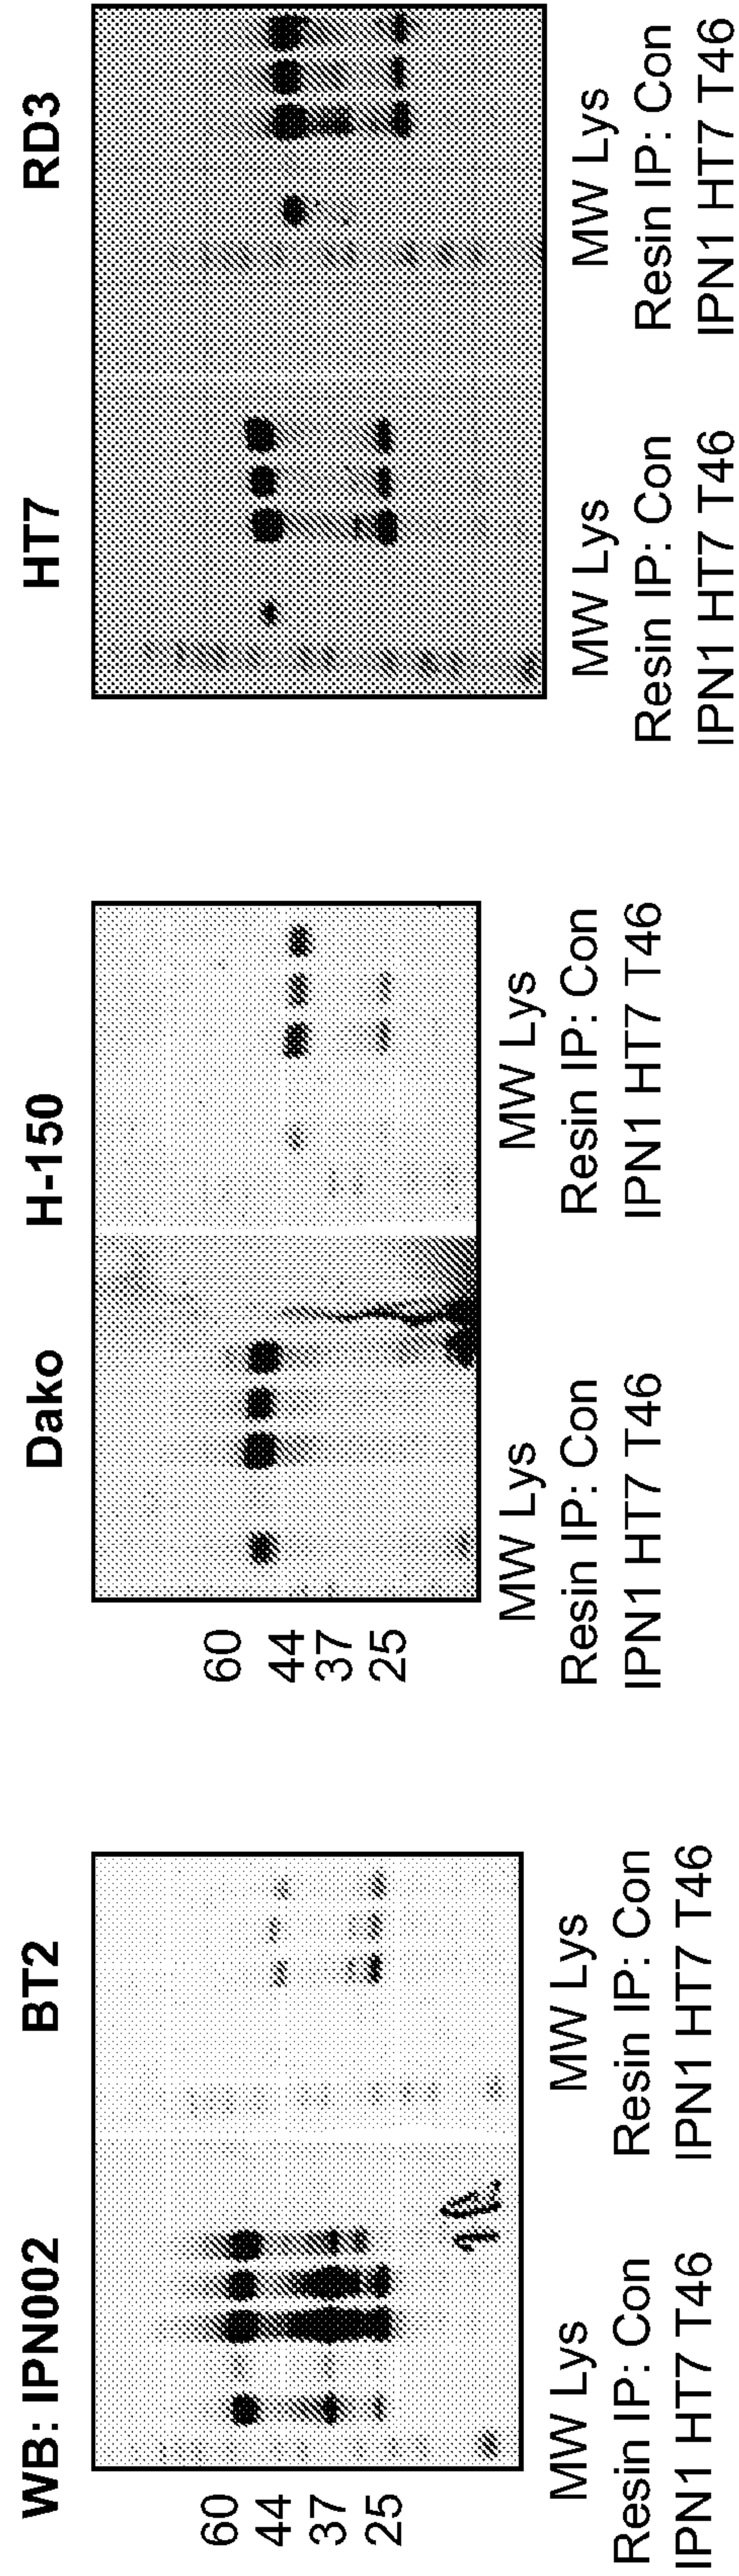 WB: IPN002
BT2
60
44
37
25
MW Lys
Resin IP: Con
IPN1 HT7 T46
MW Lys
Resin IP: Con
IPN1 HT7 T46
Dako
H-150
60
44
37
25
MW Lys
Resin IP: Con
IPN1 HT7 T46
MW Lys
Resin IP: Con
IPN1 HT7 T46
HT7
RD3
MW Lys
Resin IP: Con
IPN1 HT7 T46
MW Lys
Resin IP: Con
IPN1 HT7 T46